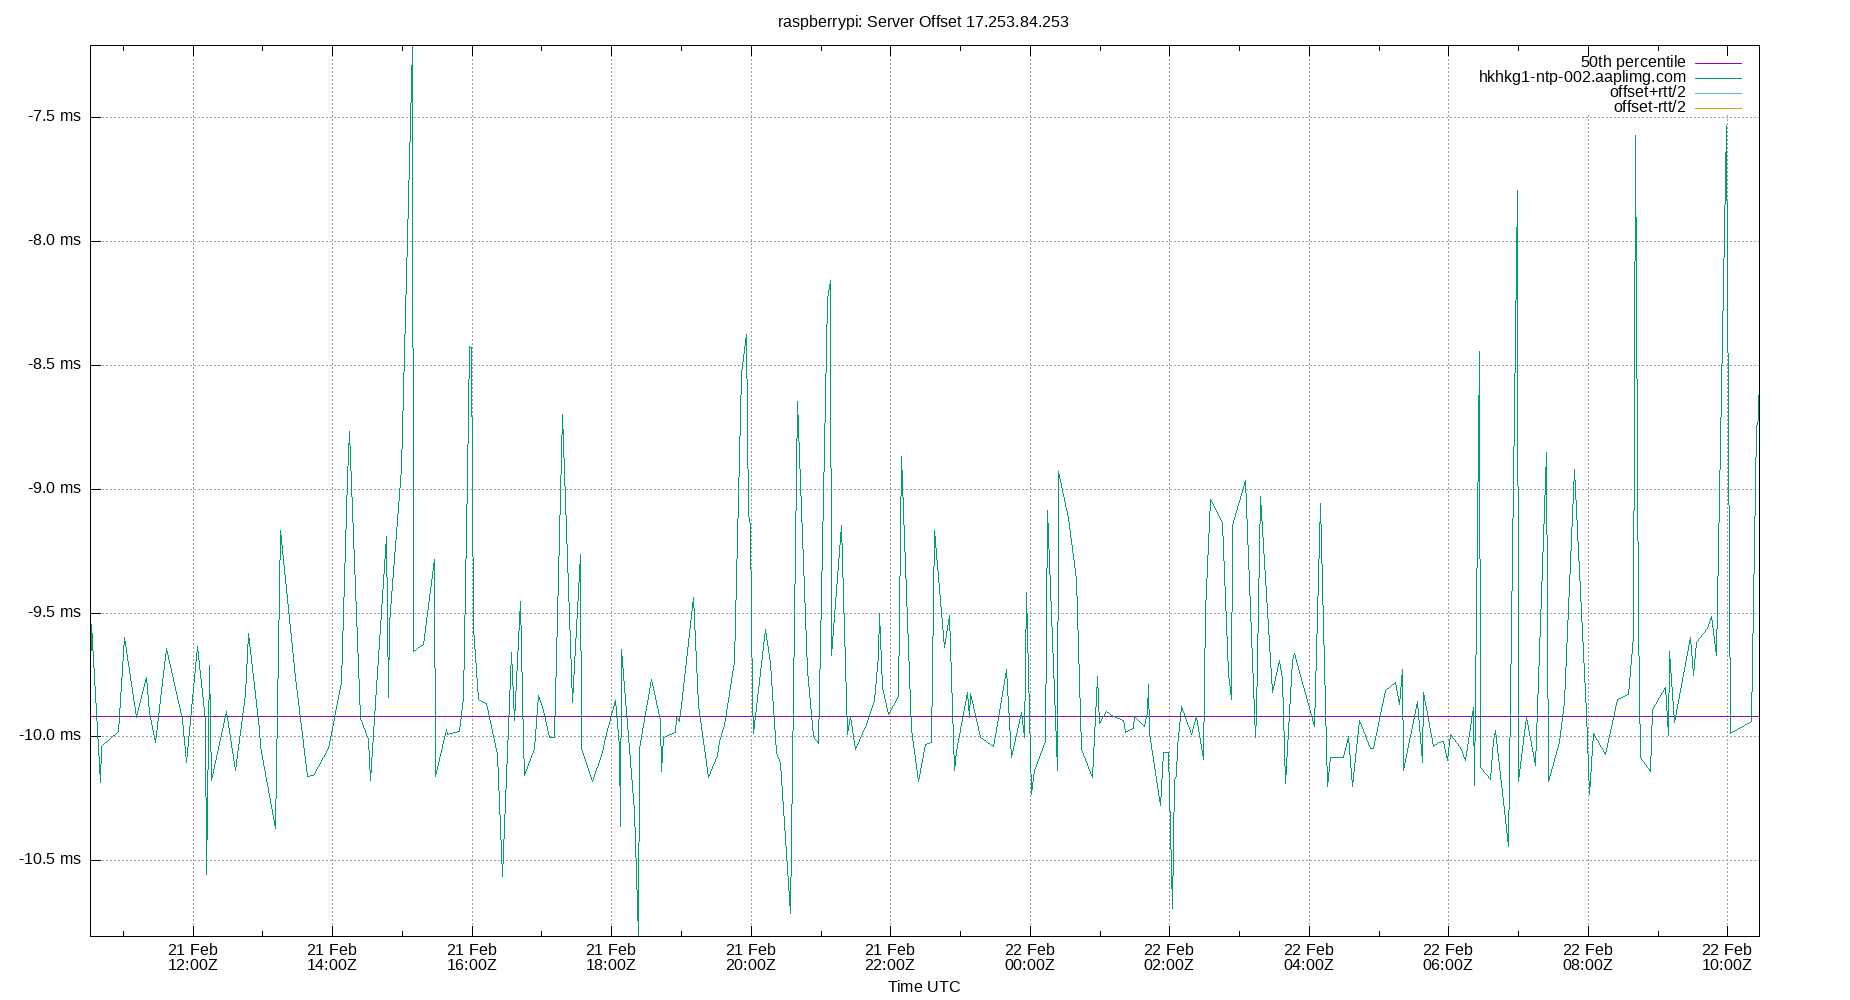 raspberrypi: Server Offset 17.253.84.253
50th percentile
hkhkg1-ntp-002.aaplimg.com
offset+rtt/2
offset-rtt/2
-7.5 ms
-8.0 ms
-8.5 ms
-9.0 ms
-9.5 ms
-10.0 ms
-10.5 ms
21 Feb 21 Feb 21 Feb 21 Feb 21 Feb 21 Feb 22 Feb 22 Feb 22 Feb 22 Feb 22 Feb 22 Feb
12:00Z 14:00Z 16:00Z 18:00Z 20:00Z 22:00Z 00:00Z 02:00Z 04:00Z 06:00Z 08:00Z 10:00Z
Time UTC